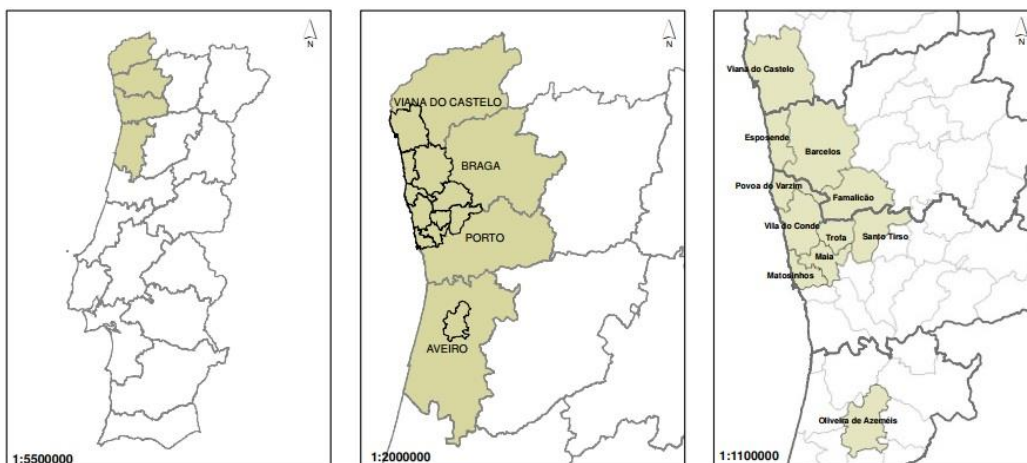 N
1:5500000
N
VIANA DO CASTELO
BRAGA
PORTO
AVEIRO
1:2000000
N
Viana do Castelo
Esposende
Barcelos
Povoa do Varzim
Famalicão
Vila do Conde
Trofa
Santo Tirso
Maia
Matosinhos
Oliveira de Azeméis
1:1100000